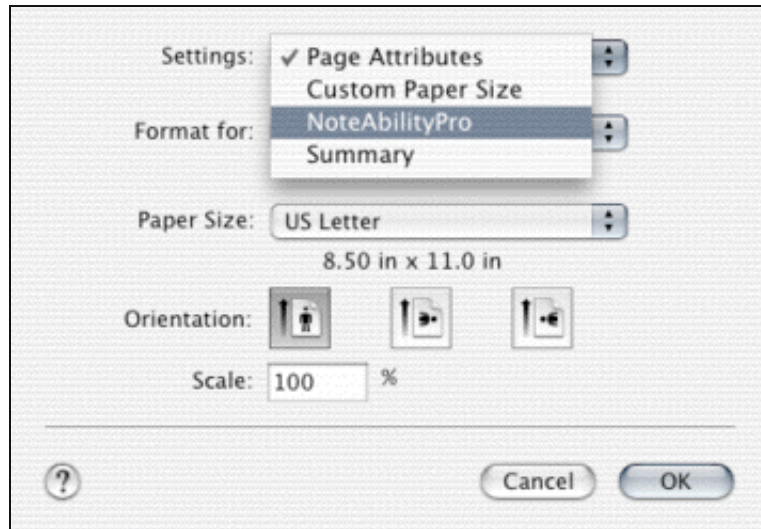 Settings: ✓ Page Attributes
Custom Paper Size
NoteAbilityPro
Format for:
Summary
Paper Size: US Letter
8.50 in x 11.0 in
Orientation:
Scale: 100 %
? Cancel OK